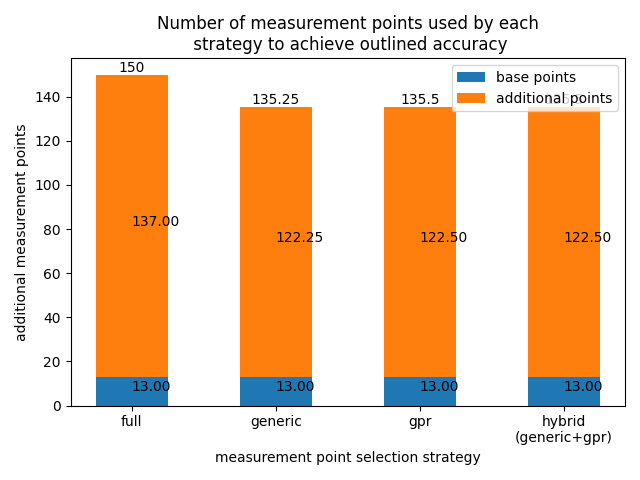 Number of measurement points used by each
strategy to achieve outlined accuracy
additional measurement points
140
120
100
80
60
40
20
0
150
135.25
135.5
base points
additional points
137.00
122.25
122.50
122.50
13.00
13.00
13.00
13.00
full
generic
gpr
hybrid
(generic+gpr)
measurement point selection strategy